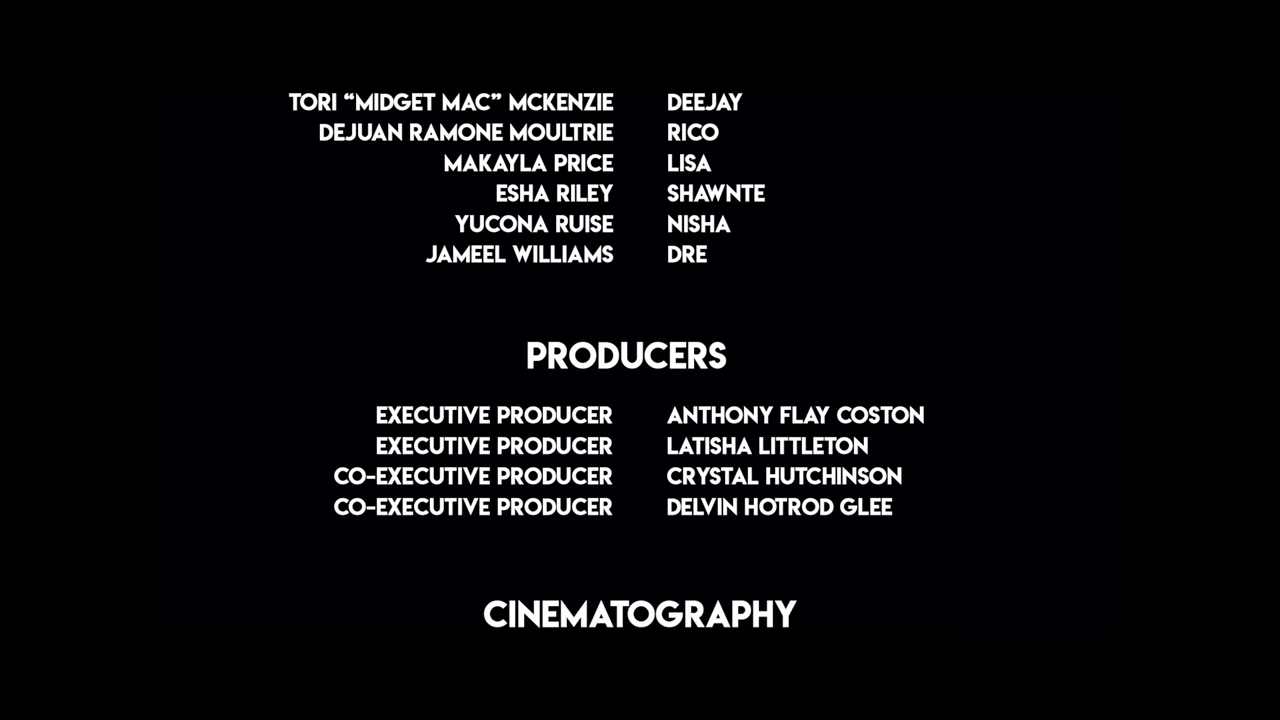 TORI “MIDGET MAC” MCKENZIE DEEJAY
DEJUAN RAMONE MOULTRIE RICO
MAKAYLA PRICE LISA
ESHA RILEY SHAWNTE
YUCONA RUISE NISHA
JAMEEL WILLIAMS DRE
PRODUCERS
EXECUTIVE PRODUCER ANTHONY FLAY COSTON
EXECUTIVE PRODUCER LATISHA LITTLETON
CO-EXECUTIVE PRODUCER CRYSTAL HUTCHINSON
CO-EXECUTIVE PRODUCER DELVIN HOTROD GLEE
CINEMATOGRAPHY